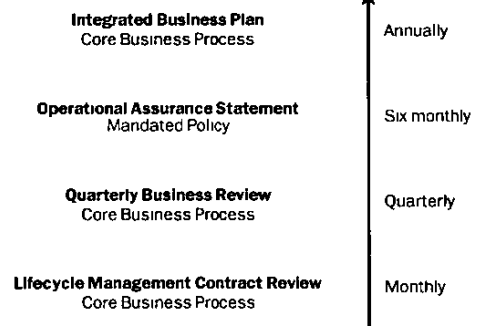 Integrated Business Plan
Core Business Process
Annually
Operational Assurance Statement
Mandated Policy
Six monthly
Quarterly Business Review
Core Business Process
Quarterly
Lifecycle Management Contract Review
Core Business Process
Monthly